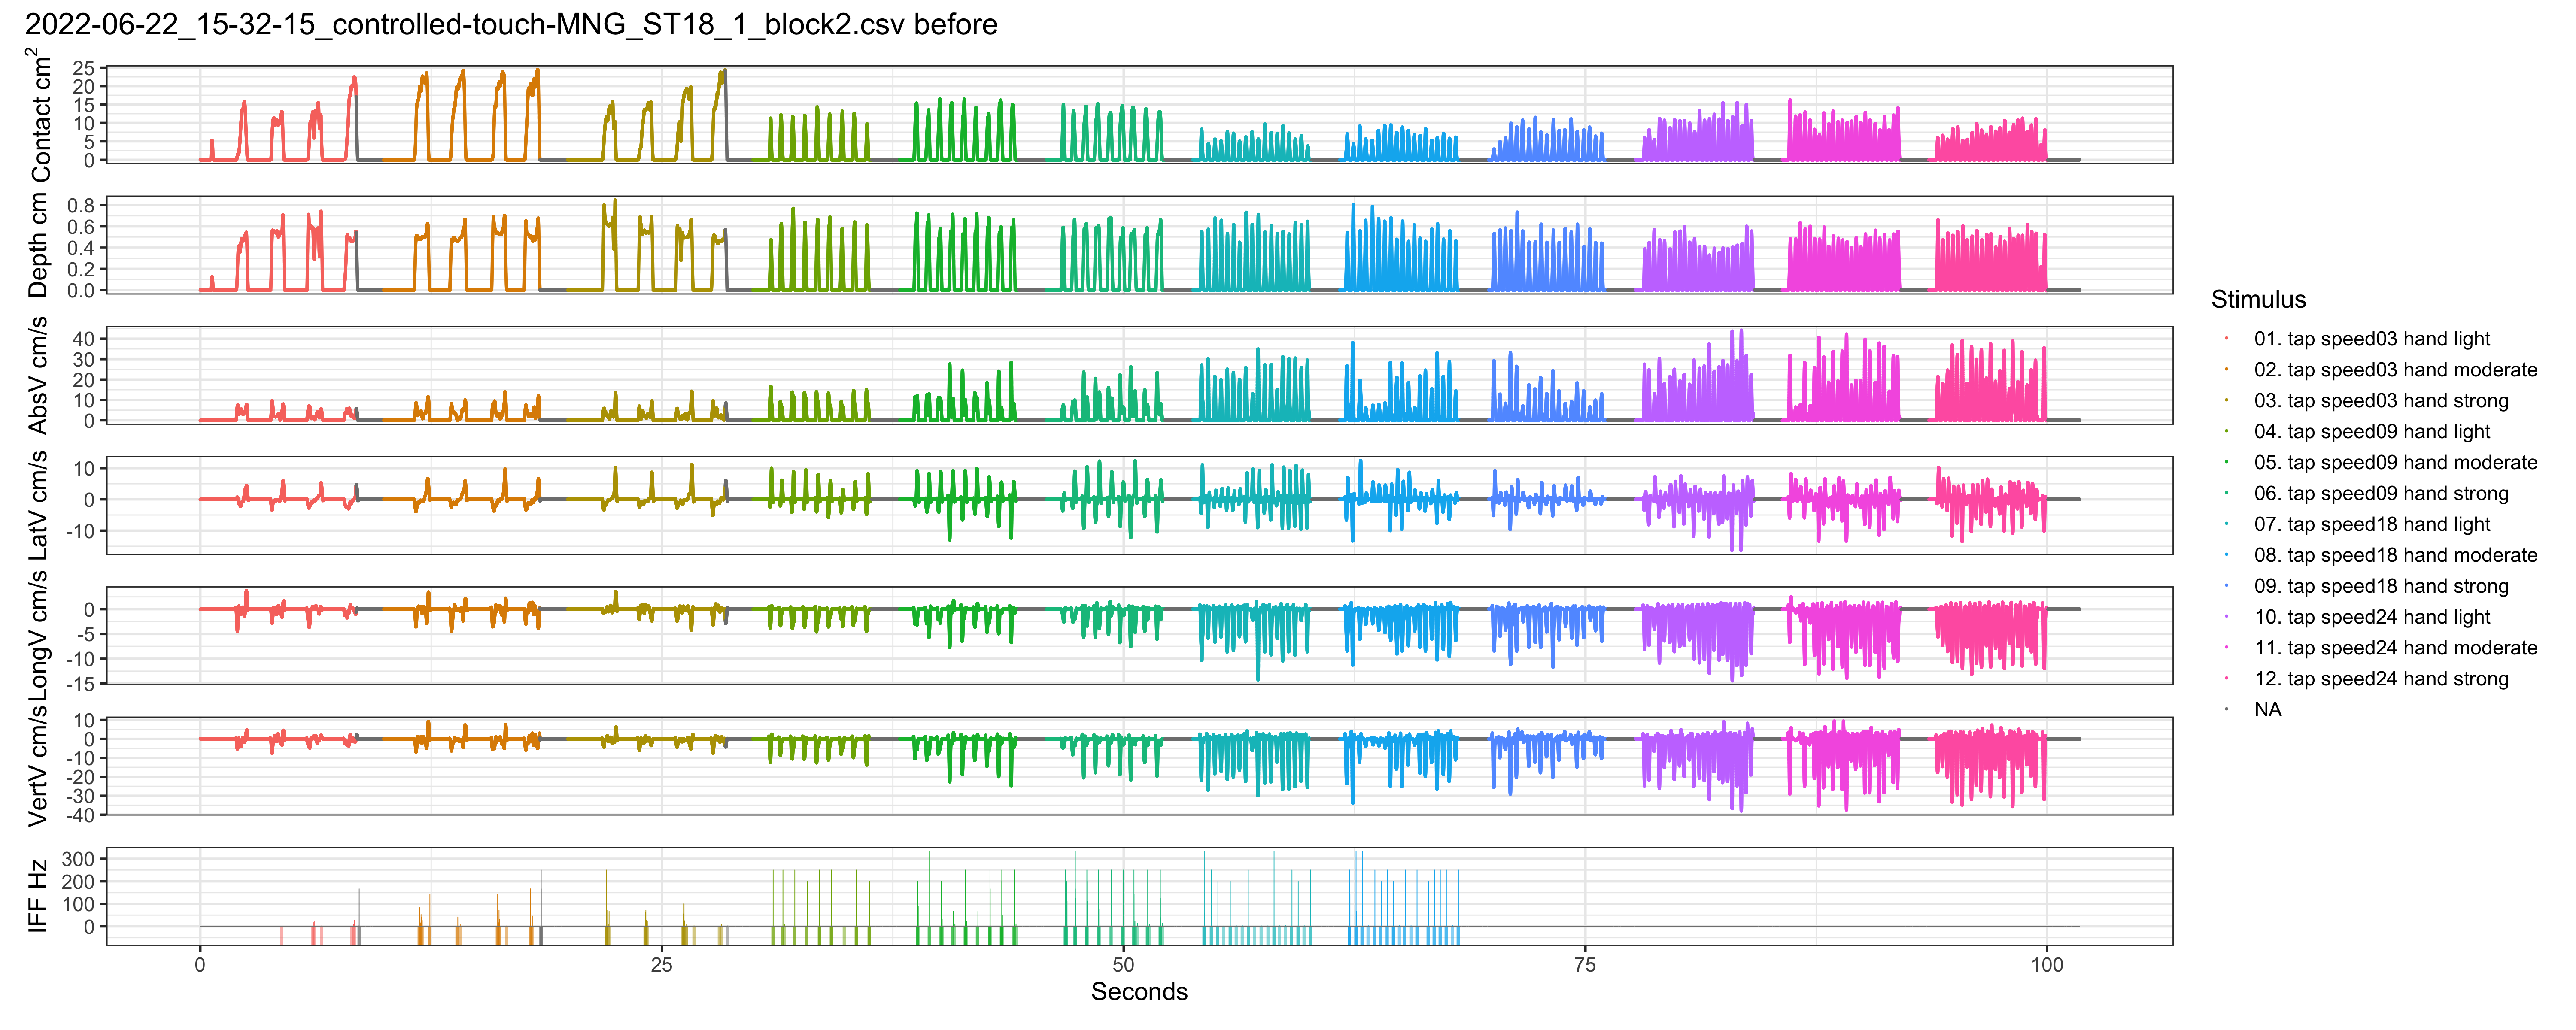 2022-06-22_15-32-15_controlled-touch-MNG_ST18_1_block2.csv before
Contact cm²
25
20
15
10
5
0
Depth cm
0.8
0.6
0.4
0.2
0.0
AbsV cm/s
40
30
20
10
0
LatV cm/s
10
0
-10
LongV cm/s
0
-5
-10
-15
VertV cm/s
10
0
-10
-20
-30
-40
IFF Hz
300
200
100
0
0 25 50 75 100
Seconds
Stimulus
01. tap speed03 hand light
02. tap speed03 hand moderate
03. tap speed03 hand strong
04. tap speed09 hand light
05. tap speed09 hand moderate
06. tap speed09 hand strong
07. tap speed18 hand light
08. tap speed18 hand moderate
09. tap speed18 hand strong
10. tap speed24 hand light
11. tap speed24 hand moderate
12. tap speed24 hand strong
NA